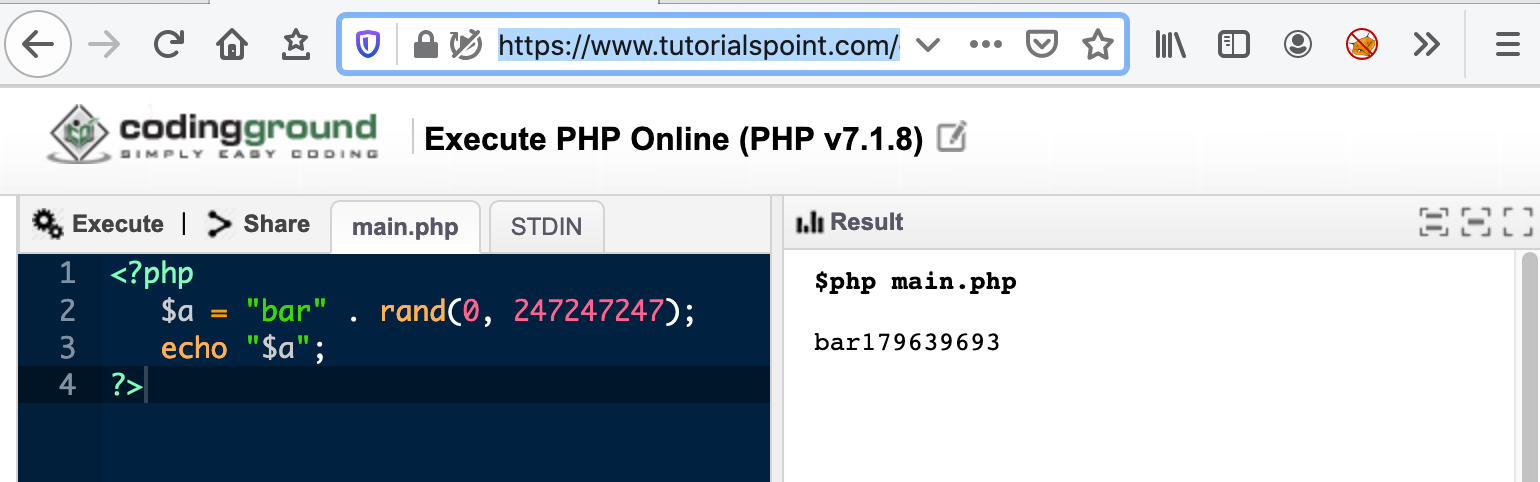 https://www.tutorialspoint.com/
codingground
SIMPLY EASY CODING
Execute PHP Online (PHP v7.1.8)
Execute | Share main.php STDIN
Result
1 <?php
2 $a = "bar" . rand(0, 247247247);
3 echo "$a";
4 ?>
$php main.php
bar179639693